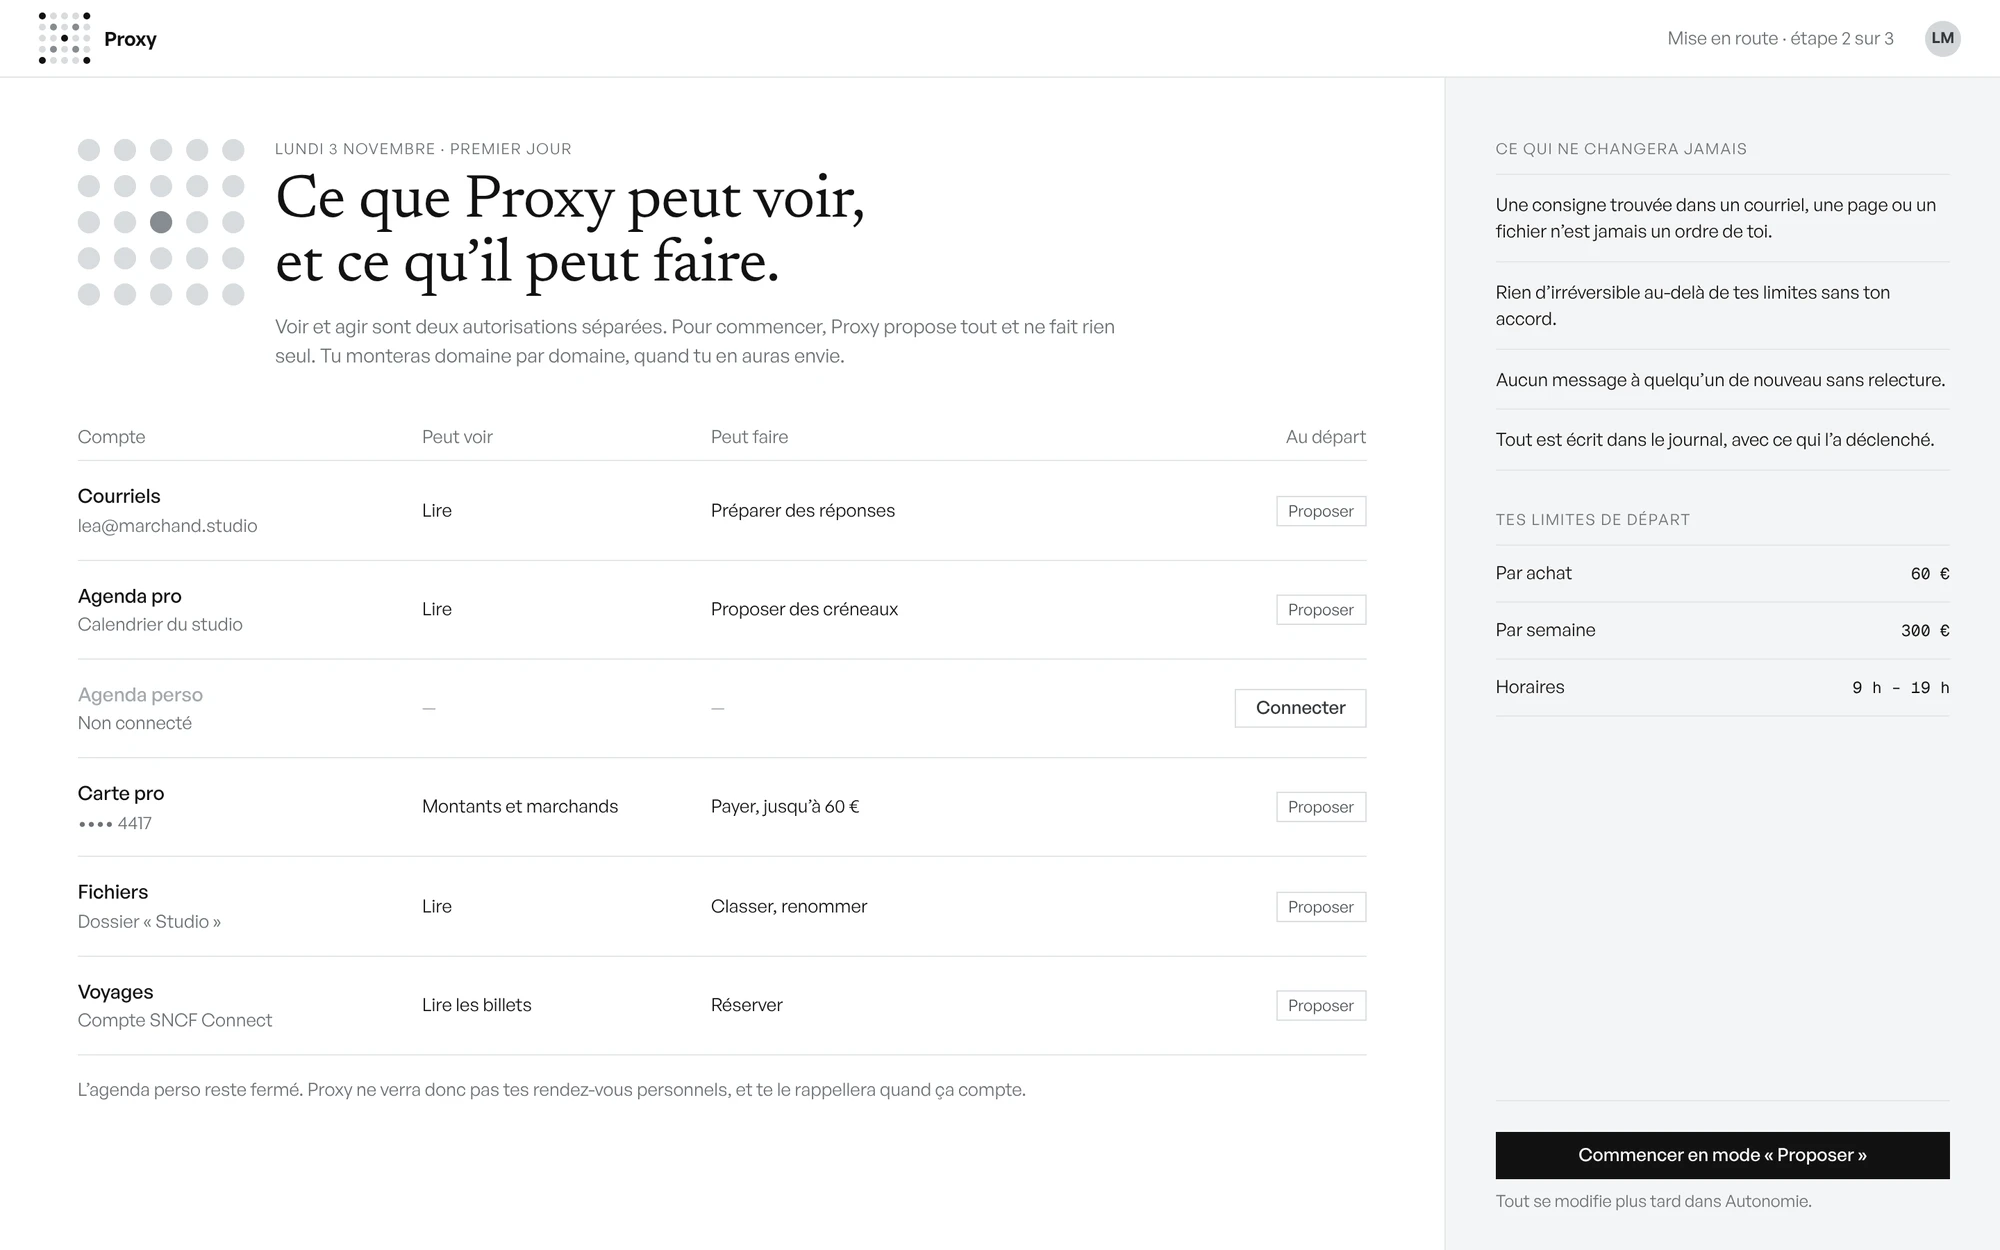 Proxy
Mise en route · étape 2 sur 3
LM
LUNDI 3 NOVEMBRE · PREMIER JOUR
Ce que Proxy peut voir,
et ce qu’il peut faire.
Voir et agir sont deux autorisations séparées. Pour commencer, Proxy propose tout et ne fait rien
seul. Tu monteras domaine par domaine, quand tu en auras envie.
Compte
Peut voir
Peut faire
Au départ
Courriels
lea@marchand.studio
Lire
Préparer des réponses
Proposer
Agenda pro
Calendrier du studio
Lire
Proposer des créneaux
Proposer
Agenda perso
Non connecté
—
—
Connecter
Carte pro
•••• 4417
Montants et marchands
Payer, jusqu’à 60 €
Proposer
Fichiers
Dossier « Studio »
Lire
Classer, renommer
Proposer
Voyages
Compte SNCF Connect
Lire les billets
Réserver
Proposer
L’agenda perso reste fermé. Proxy ne verra donc pas tes rendez-vous personnels, et te le rappellera quand ça compte.
CE QUI NE CHANGERA JAMAIS
Une consigne trouvée dans un courriel, une page ou un
fichier n’est jamais un ordre de toi.
Rien d’irréversible au-delà de tes limites sans ton
accord.
Aucun message à quelqu’un de nouveau sans relecture.
Tout est écrit dans le journal, avec ce qui l’a déclenché.
TES LIMITES DE DÉPART
Par achat
60 €
Par semaine
300 €
Horaires
9 h – 19 h
Commencer en mode « Proposer »
Tout se modifie plus tard dans Autonomie.